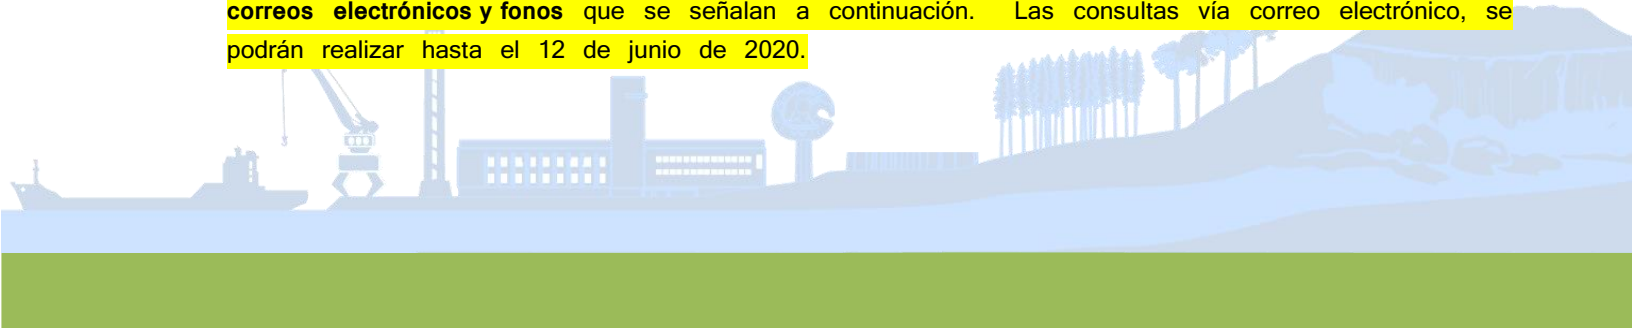 correos electrónicos y fonos que se señalan a continuación. Las consultas vía correo electrónico, se
podrán realizar hasta el 12 de junio de 2020.